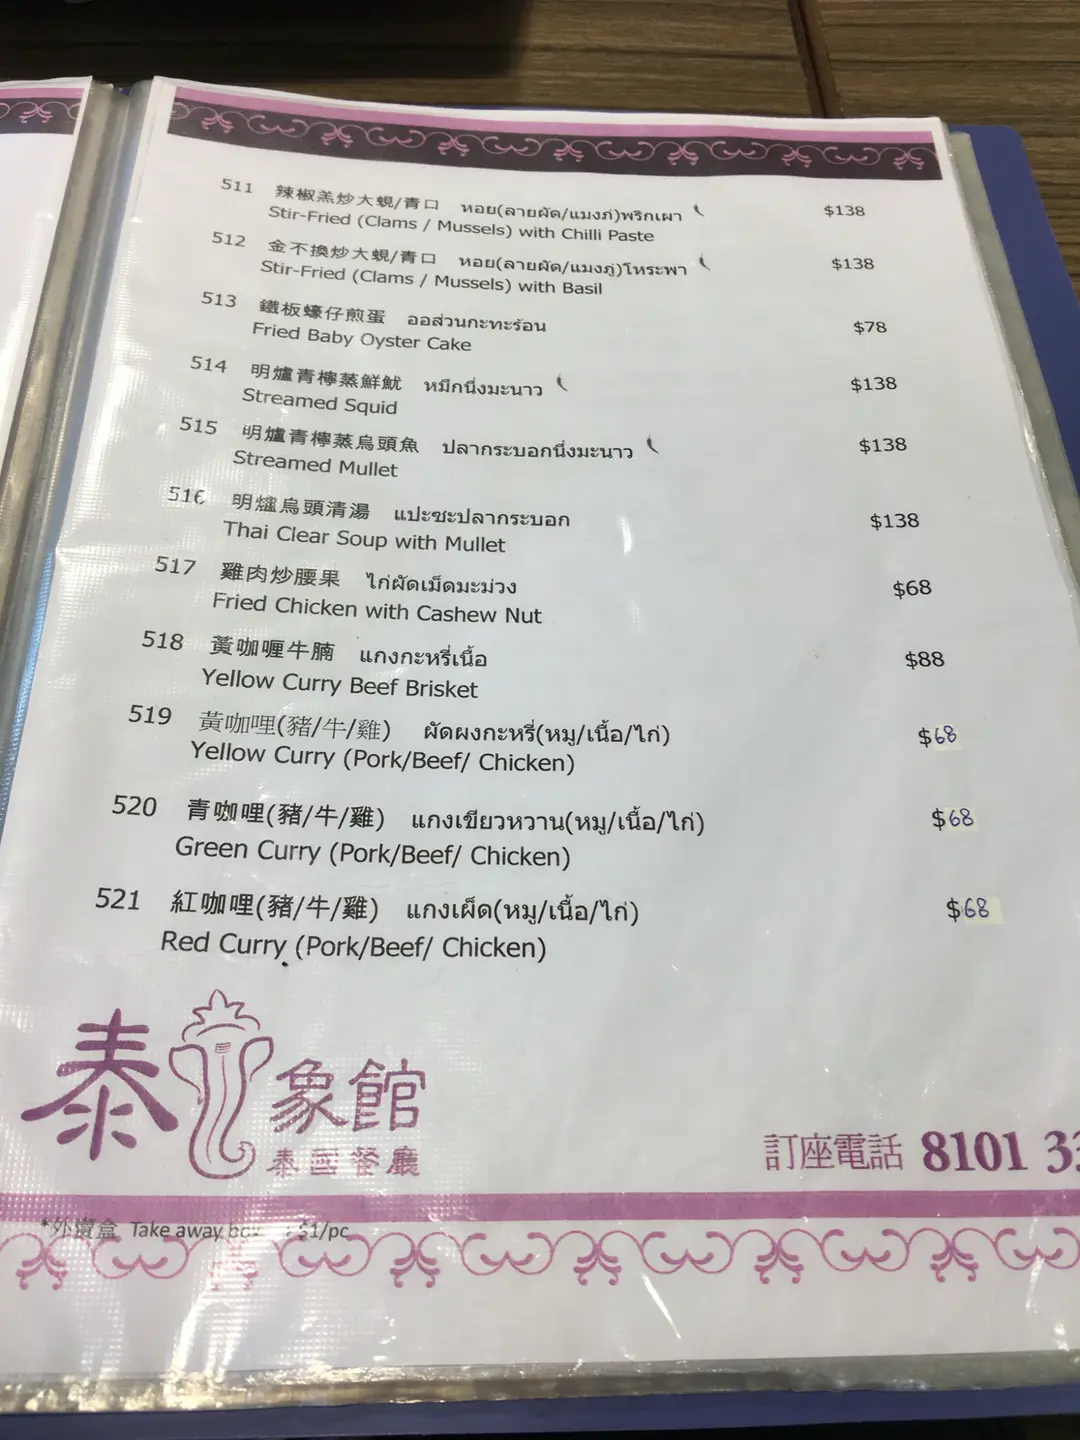 511 辣椒羔炒大蜆/青口 หอย(ลายผัด/แมงภ่)พริกเผา $138
Stir-Fried (Clams / Mussels) with Chilli Paste
512 金不換炒大蜆/青口 หอย(ลายผัด/แมงภู่)โหระพา $138
Stir-Fried (Clams / Mussels) with Basil
513 鐵板蠔仔煎蛋 ออส่วนกะทะร้อน $78
Fried Baby Oyster Cake
514 明爐青檸蒸鮮魷 หมึกนึ่งมะนาว $138
Streamed Squid
515 明爐青檸蒸烏頭魚 ปลากระบอกนึ่งมะนาว $138
Streamed Mullet
516 明爐烏頭清湯 แปะซะปลากระบอก $138
Thai Clear Soup with Mullet
517 雞肉炒腰果 ไก่ผัดเม็ดมะม่วง $68
Fried Chicken with Cashew Nut
518 黃咖喱牛腩 แกงกะหรี่เนื้อ $88
Yellow Curry Beef Brisket
519 黃咖哩(豬/牛/雞) ผัดผงกะหรี่(หมู/เนื้อ/ไก่) $68
Yellow Curry (Pork/Beef/ Chicken)
520 青咖哩(豬/牛/雞) แกงเขียวหวาน(หมู/เนื้อ/ไก่) $68
Green Curry (Pork/Beef/ Chicken)
521 紅咖哩(豬/牛/雞) แกงเผ็ด(หมู/เนื้อ/ไก่) $68
Red Curry (Pork/Beef/ Chicken)
泰象館
泰國餐廳
訂座電話 8101 33
*外賣盒 Take away box : $1/pc